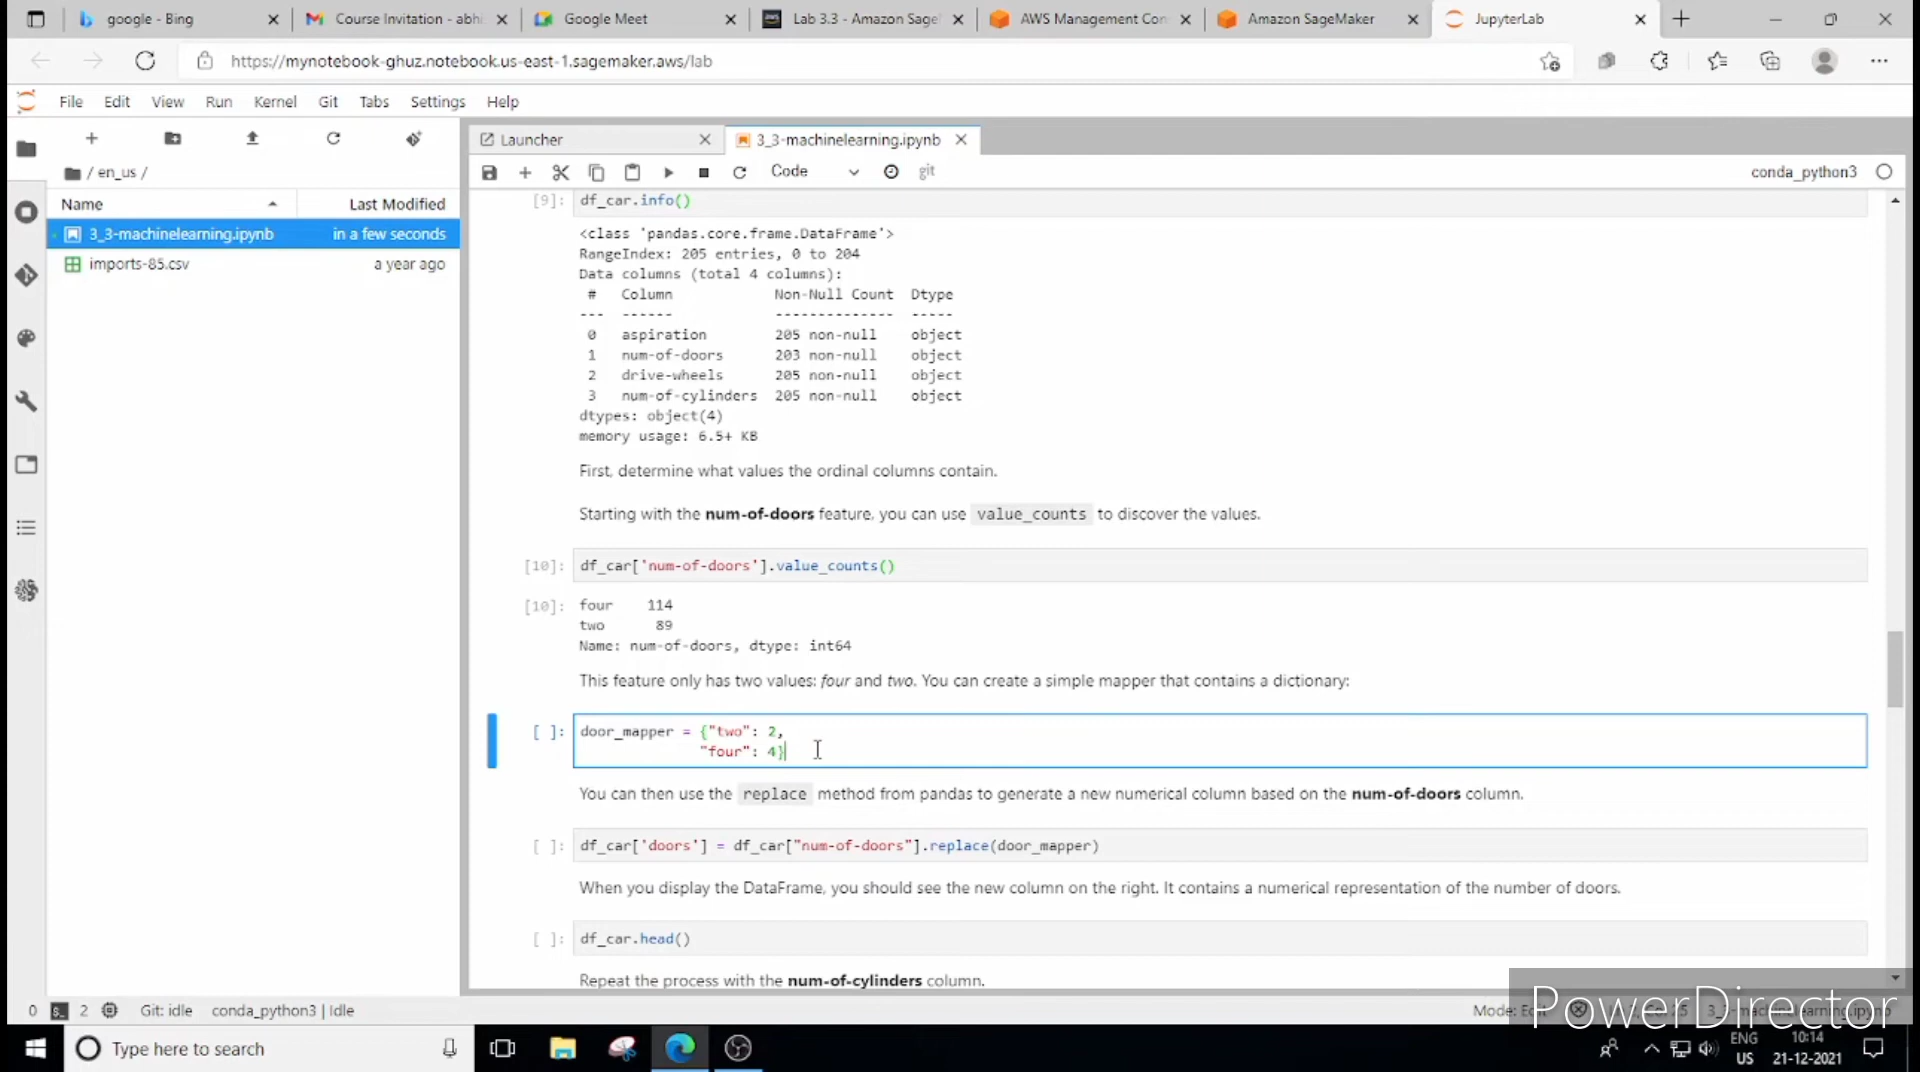 google - Bing
Course Invitation - abhi
Google Meet
Lab 3.3 - Amazon Sage
AWS Management Con
Amazon SageMaker
JupyterLab
https://mynotebook-ghuz.notebook.us-east-1.sagemaker.aws/lab
File Edit View Run Kernel Git Tabs Settings Help
/ en_us /
Name Last Modified
3_3-machinelearning.ipynb in a few seconds
imports-85.csv a year ago
Launcher
3_3-machinelearning.ipynb
Code
git
conda_python3
[9]: df_car.info()
<class 'pandas.core.frame.DataFrame'>
RangeIndex: 205 entries, 0 to 204
Data columns (total 4 columns):
# Column Non-Null Count Dtype
--- ------ -------------- -----
0 aspiration 205 non-null object
1 num-of-doors 203 non-null object
2 drive-wheels 205 non-null object
3 num-of-cylinders 205 non-null object
dtypes: object(4)
memory usage: 6.5+ KB
First, determine what values the ordinal columns contain.
Starting with the num-of-doors feature, you can use value_counts to discover the values.
[10]: df_car['num-of-doors'].value_counts()
[10]: four 114
two 89
Name: num-of-doors, dtype: int64
This feature only has two values: four and two. You can create a simple mapper that contains a dictionary:
[ ]: door_mapper = {"two": 2,
"four": 4}
You can then use the replace method from pandas to generate a new numerical column based on the num-of-doors column.
[ ]: df_car['doors'] = df_car["num-of-doors"].replace(door_mapper)
When you display the DataFrame, you should see the new column on the right. It contains a numerical representation of the number of doors.
[ ]: df_car.head()
Repeat the process with the num-of-cylinders column.
0 2 Git: idle conda_python3 | Idle
Mode: Edit
3_3-machinelearning.ipynb
PowerDirector
Type here to search
ENG
US
10:14
21-12-2021